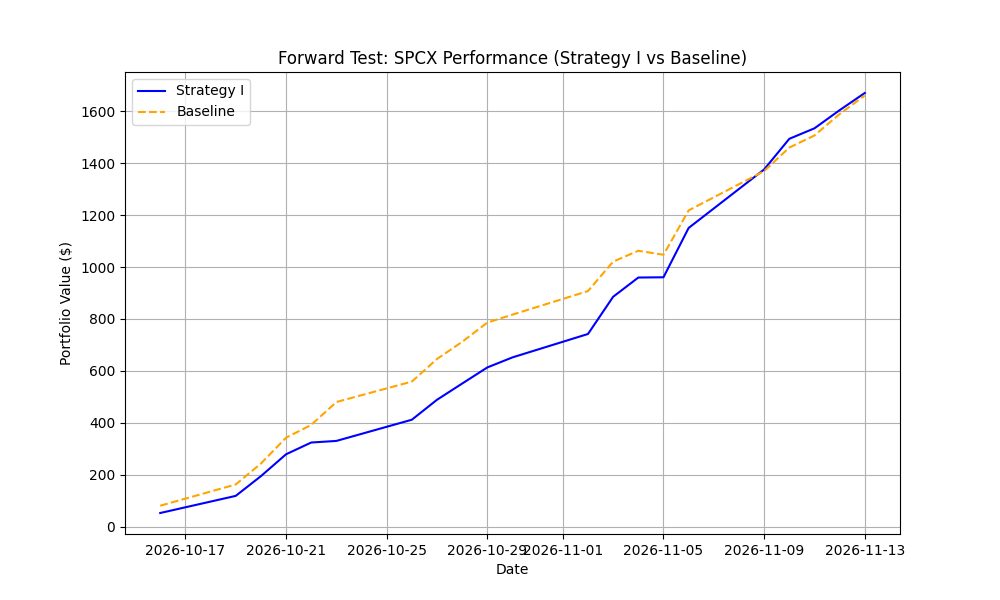 Forward Test: SPCX Performance (Strategy I vs Baseline)
Strategy I
Baseline
Portfolio Value ($)
1600
1400
1200
1000
800
600
400
200
0
2026-10-17 2026-10-21 2026-10-25 2026-10-29 2026-11-01 2026-11-05 2026-11-09 2026-11-13
Date